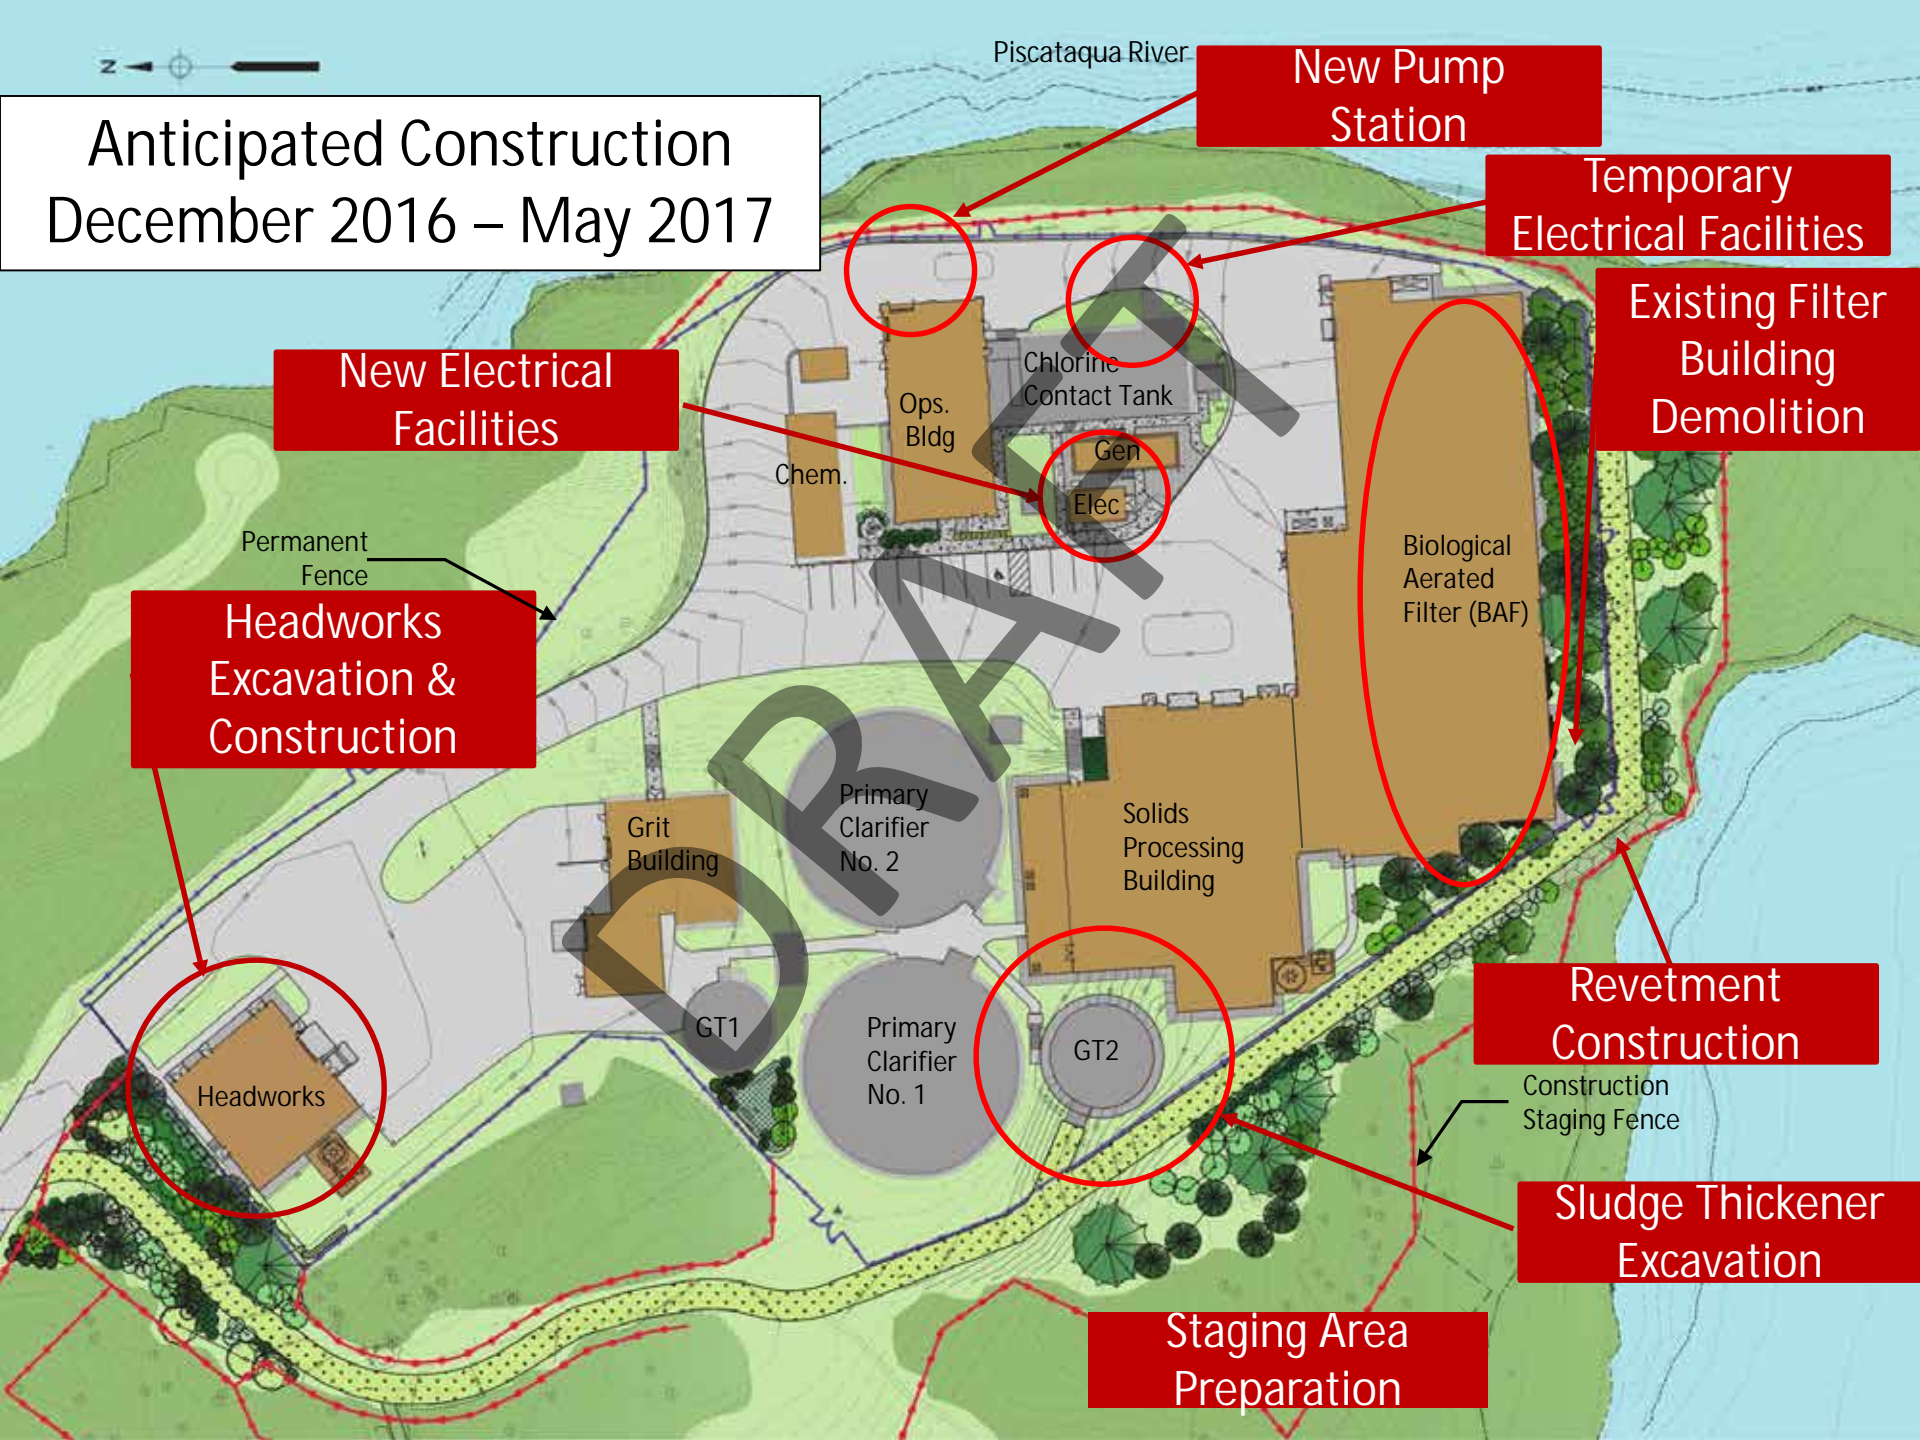 N
Piscataqua River
New Pump
Station
Anticipated Construction
December 2016 – May 2017
Temporary
Electrical Facilities
Existing Filter
Building
Demolition
New Electrical
Facilities
Chlorine
Contact Tank
Ops.
Bldg
Gen
Chem.
Elec
Permanent
Fence
Biological
Aerated
Filter (BAF)
Headworks
Excavation &
Construction
Primary
Clarifier
No. 2
Solids
Processing
Building
Grit
Building
DRAFT
Revetment
Construction
GT1
Primary
Clarifier
No. 1
GT2
Headworks
Construction
Staging Fence
Sludge Thickener
Excavation
Staging Area
Preparation